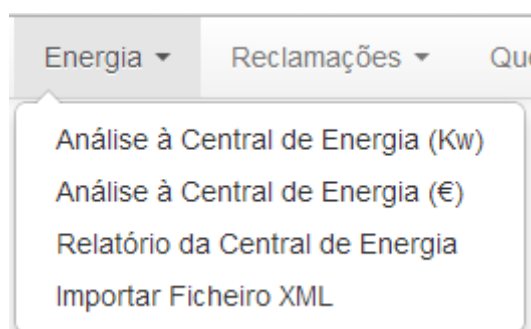 Energia Reclamações
Análise à Central de Energia (Kw)
Análise à Central de Energia (€)
Relatório da Central de Energia
Importar Ficheiro XML